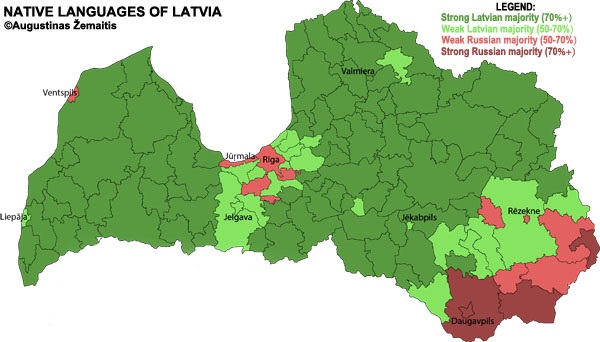 NATIVE LANGUAGES OF LATVIA
©Augustinas Žemaitis
LEGEND:
Strong Latvian majority (70%+)
Weak Latvian majority (50-70%)
Weak Russian majority (50-70%)
Strong Russian majority (70%+)
Valmiera
Ventspils
Jūrmala
Rīga
Liepāja
Jelgava
Jēkabpils
Rēzekne
Daugavpils